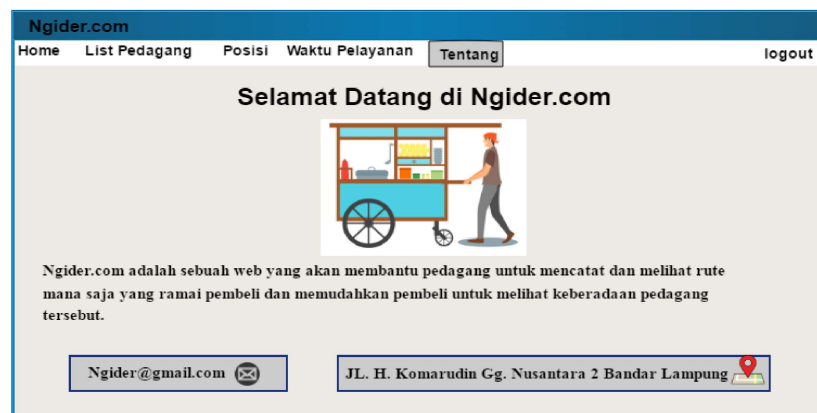 Ngider.com
Home List Pedagang Posisi Waktu Pelayanan Tentang logout
Selamat Datang di Ngider.com
Ngider.com adalah sebuah web yang akan membantu pedagang untuk mencatat dan melihat rute
mana saja yang ramai pembeli dan memudahkan pembeli untuk melihat keberadaan pedagang
tersebut.
Ngider@gmail.com JL. H. Komarudin Gg. Nusantara 2 Bandar Lampung